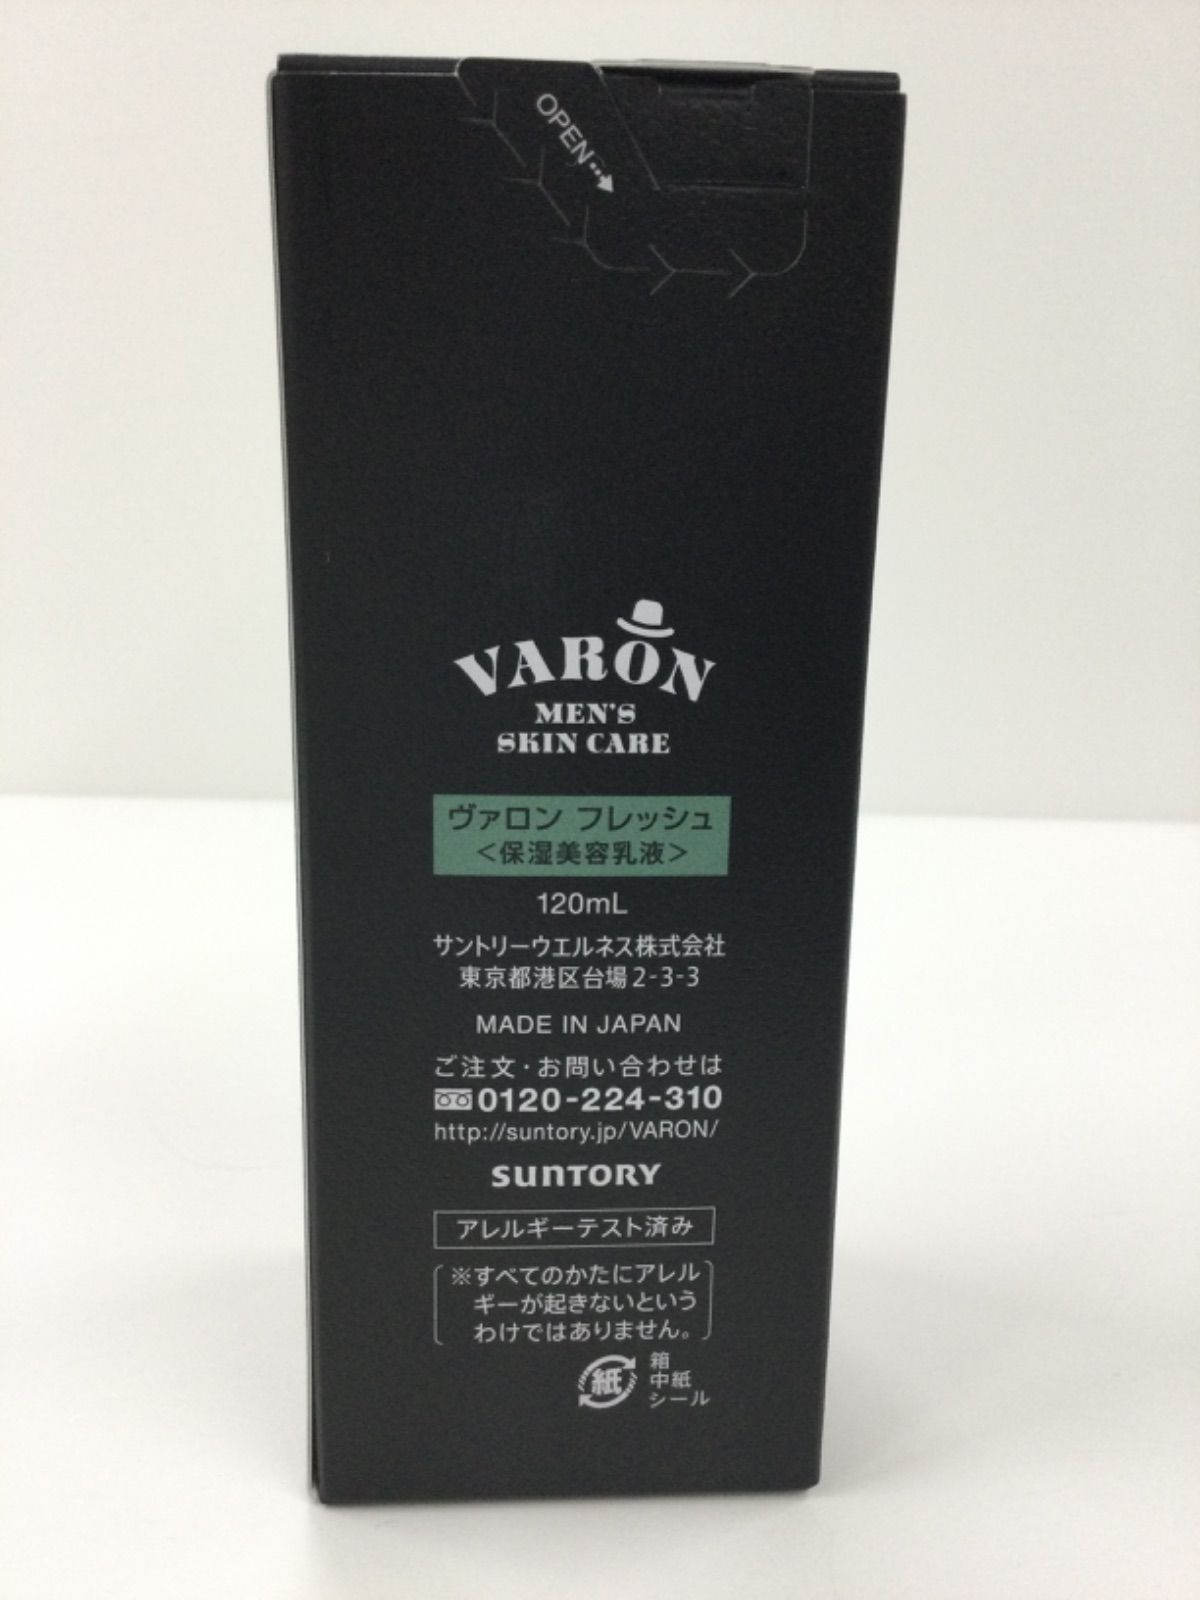 OPEN
VARON
MEN'S
SKIN CARE
ヴァロン フレッシュ
＜保湿美容乳液＞
120mL
サントリーウエルネス株式会社
東京都港区台場2-3-3
MADE IN JAPAN
ご注文・お問い合わせは
0120-224-310
http://suntory.jp/VARON/
SUNTORY
アレルギーテスト済み
※すべてのかたにアレル
ギーが起きないという
わけではありません。
紙
箱
中紙
シール